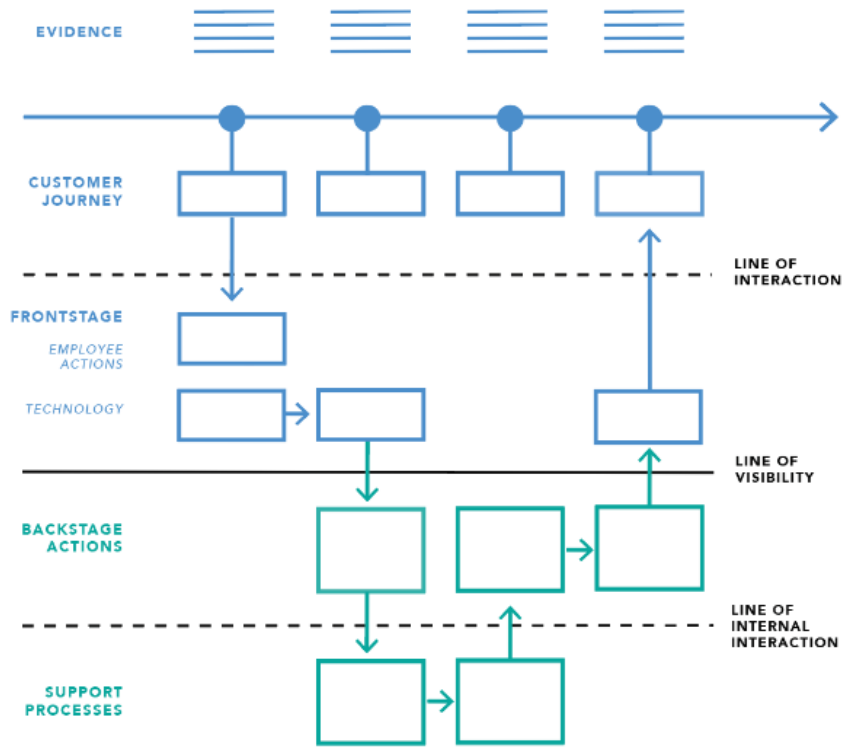 EVIDENCE
CUSTOMER
JOURNEY
LINE OF
INTERACTION
FRONTSTAGE
EMPLOYEE
ACTIONS
TECHNOLOGY
LINE OF
VISIBILITY
BACKSTAGE
ACTIONS
LINE OF
INTERNAL
INTERACTION
SUPPORT
PROCESSES